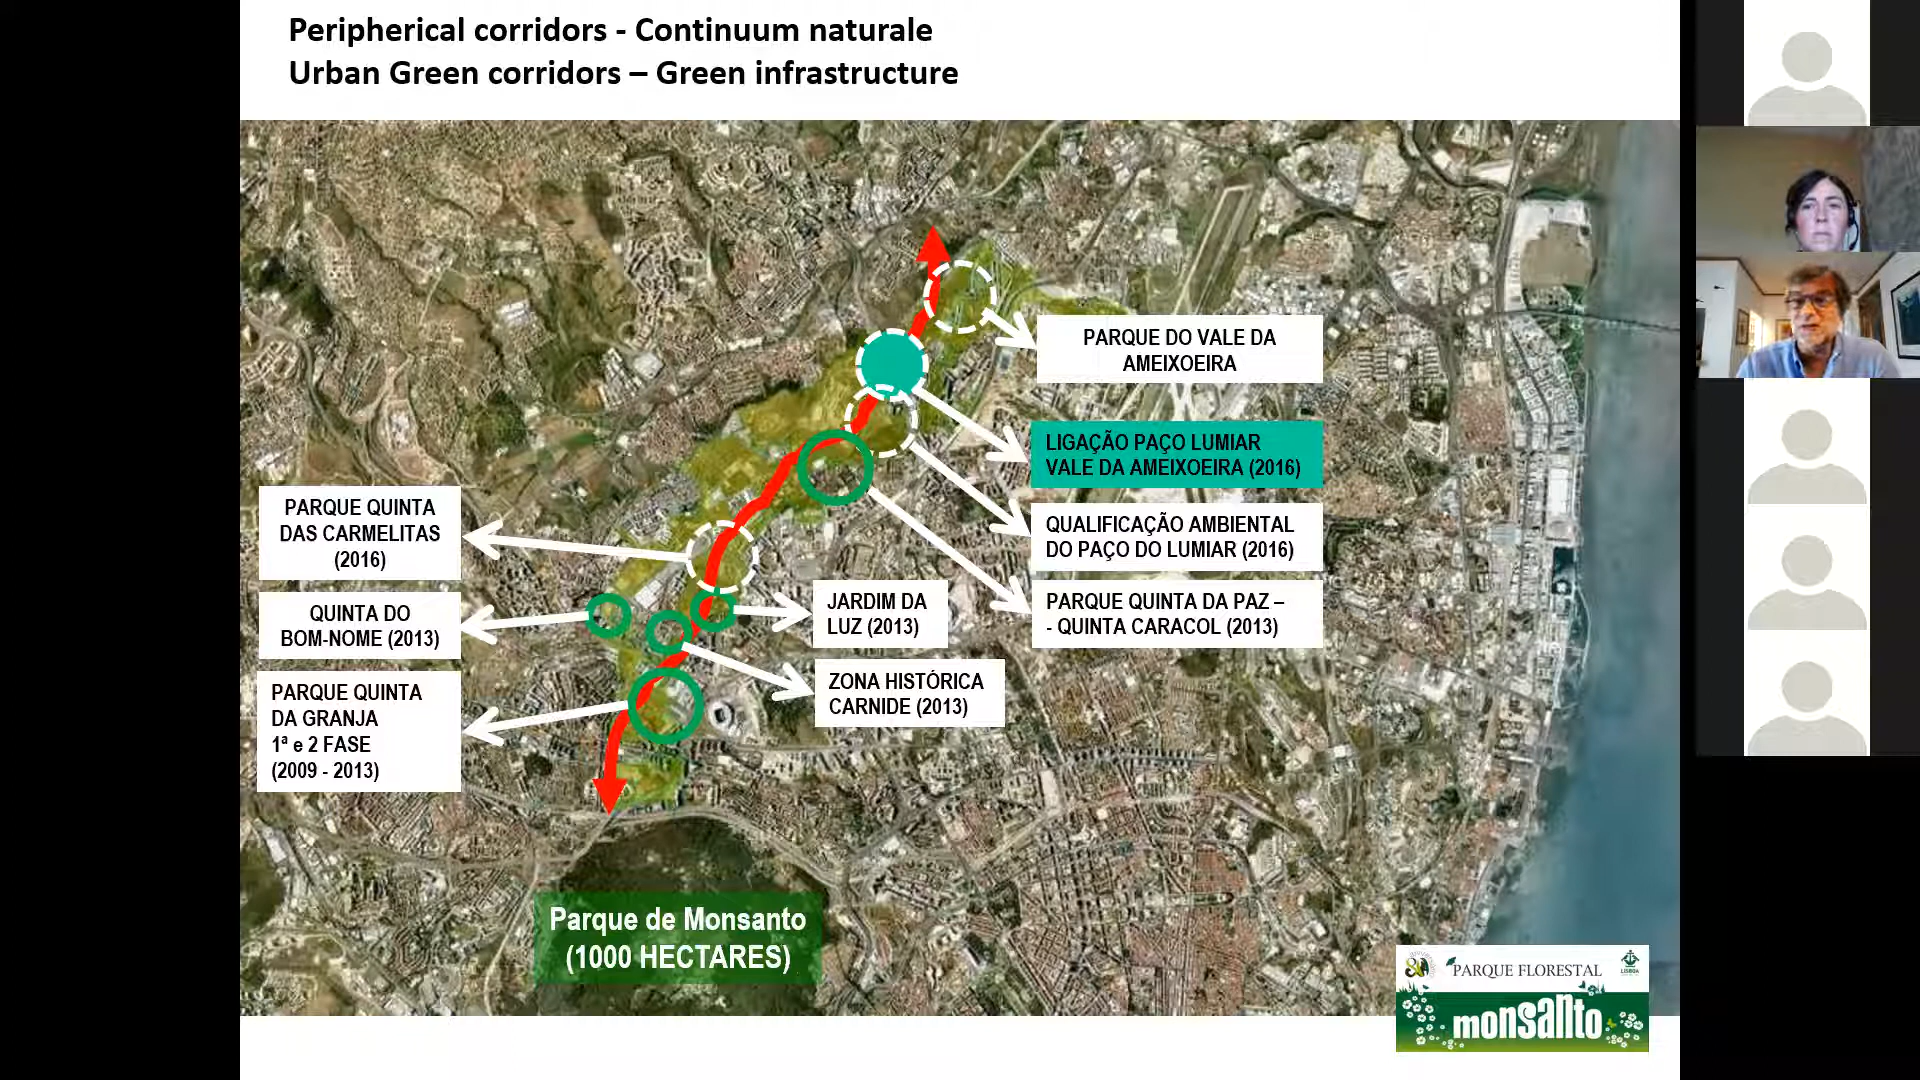 Peripherical corridors - Continuum naturale
Urban Green corridors – Green infrastructure
PARQUE DO VALE DA
AMEIXOEIRA
LIGAÇÃO PAÇO LUMIAR
VALE DA AMEIXOEIRA (2016)
QUALIFICAÇÃO AMBIENTAL
DO PAÇO DO LUMIAR (2016)
PARQUE QUINTA DA PAZ –
- QUINTA CARACOL (2013)
PARQUE QUINTA
DAS CARMELITAS
(2016)
QUINTA DO
BOM-NOME (2013)
PARQUE QUINTA
DA GRANJA
1ª e 2 FASE
(2009 - 2013)
JARDIM DA
LUZ (2013)
ZONA HISTÓRICA
CARNIDE (2013)
Parque de Monsanto
(1000 HECTARES)
PARQUE FLORESTAL
LISBOA
monsanto